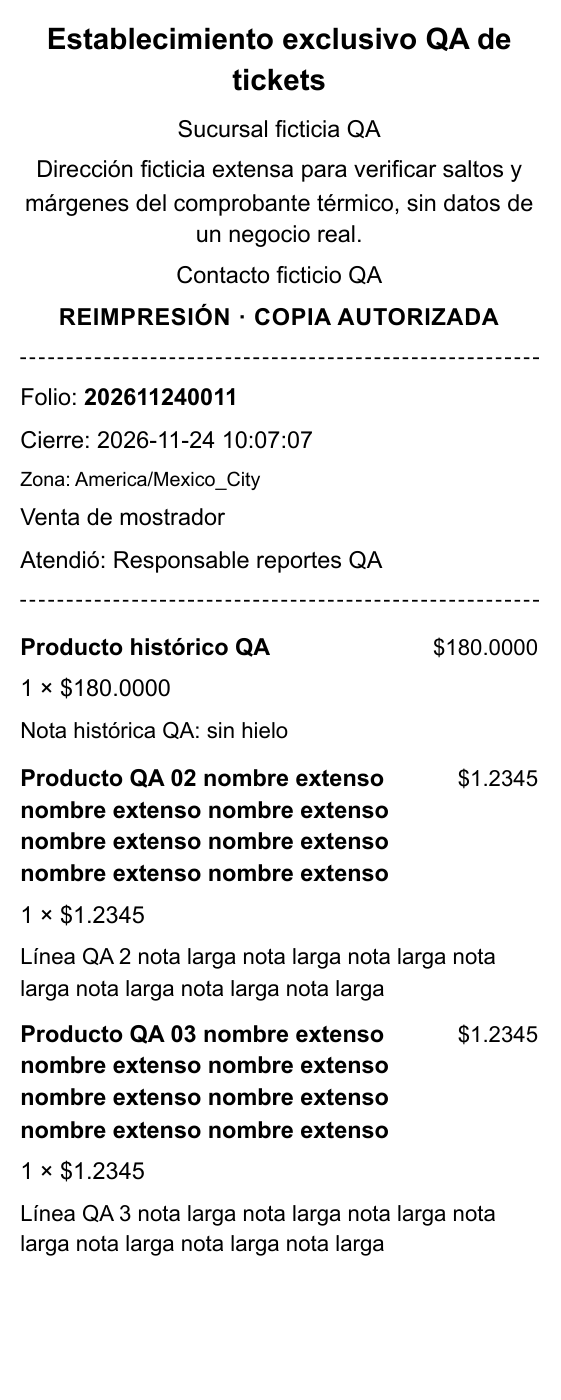 Establecimiento exclusivo QA de
tickets
Sucursal ficticia QA
Dirección ficticia extensa para verificar saltos y
márgenes del comprobante térmico, sin datos de
un negocio real.
Contacto ficticio QA
REIMPRESIÓN · COPIA AUTORIZADA
Folio: 202611240011
Cierre: 2026-11-24 10:07:07
Zona: America/Mexico_City
Venta de mostrador
Atendió: Responsable reportes QA
Producto histórico QA $180.0000
1 × $180.0000
Nota histórica QA: sin hielo
Producto QA 02 nombre extenso $1.2345
nombre extenso nombre extenso
nombre extenso nombre extenso
nombre extenso nombre extenso
1 × $1.2345
Línea QA 2 nota larga nota larga nota larga nota
larga nota larga nota larga nota larga
Producto QA 03 nombre extenso $1.2345
nombre extenso nombre extenso
nombre extenso nombre extenso
nombre extenso nombre extenso
1 × $1.2345
Línea QA 3 nota larga nota larga nota larga nota
larga nota larga nota larga nota larga